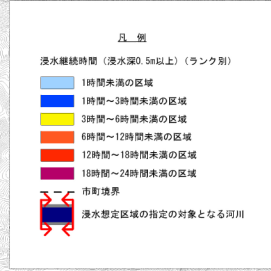 凡　例
浸水継続時間（浸水深0.5m以上）（ランク別）
1時間未満の区域
1時間～3時間未満の区域
3時間～6時間未満の区域
6時間～12時間未満の区域
12時間～18時間未満の区域
18時間～24時間未満の区域
市町境界
浸水想定区域の指定の対象となる河川